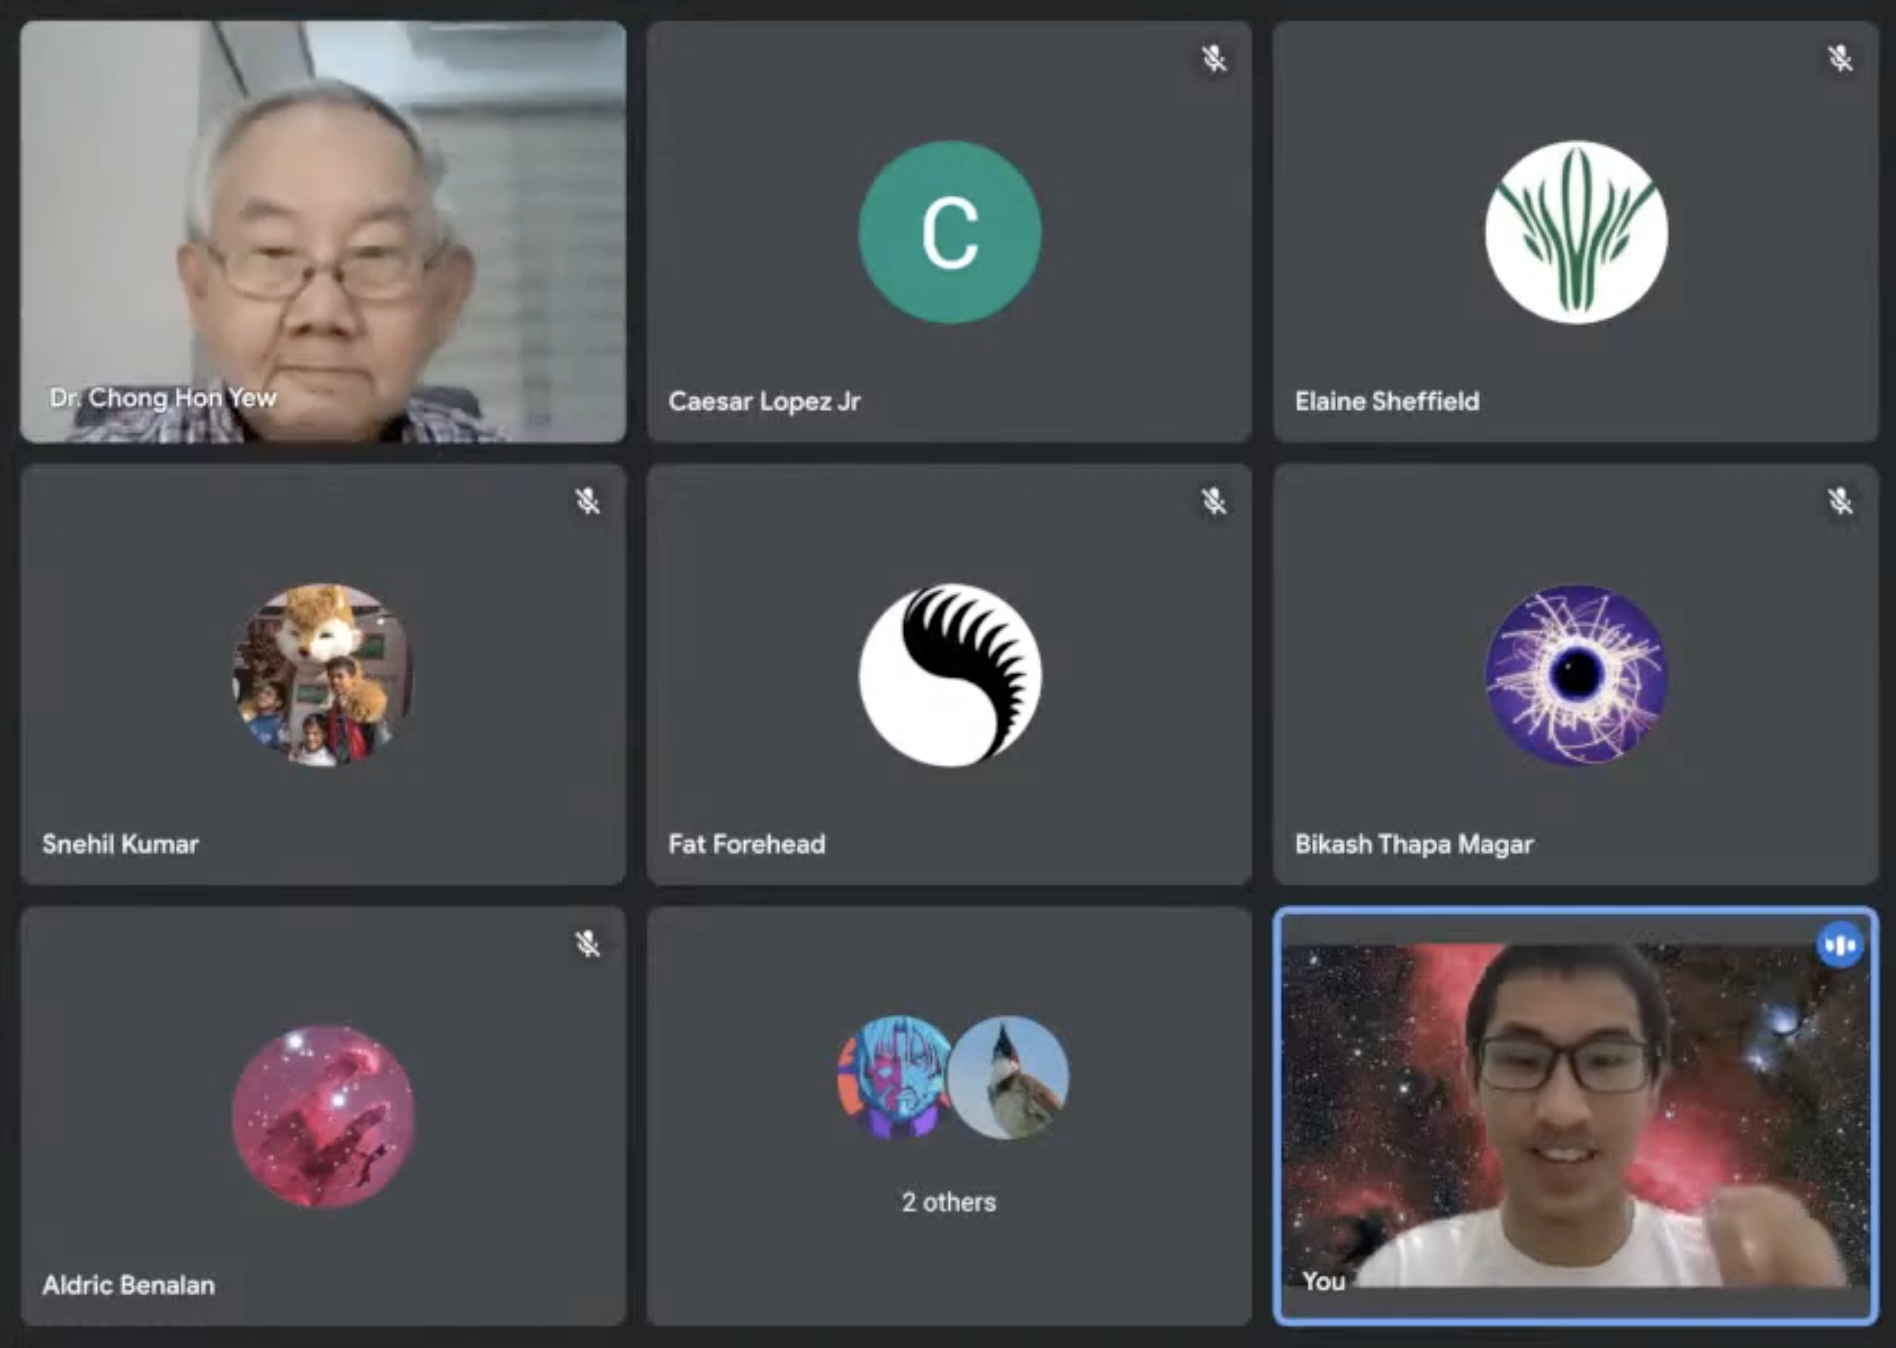 Dr. Chong Hon Yew
C
Caesar Lopez Jr
Elaine Sheffield
Snehil Kumar
Fat Forehead
Bikash Thapa Magar
Aldric Benalan
2 others
You